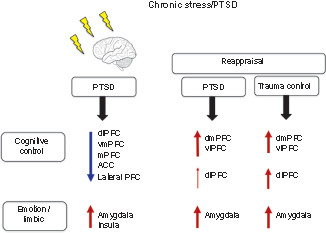 Chronic stress/PTSD
Reappraisal
PTSD
PTSD
Trauma control
Cognilive
control
dlPFC
vmPFC
mPFC
ACC
Lateral PFC
dmPFC
vlPFC
dmPFC
vlPFC
dlPFC
dlPFC
Emotion /
limbic
Amygdala
Insula
Amygdala
Amygdala